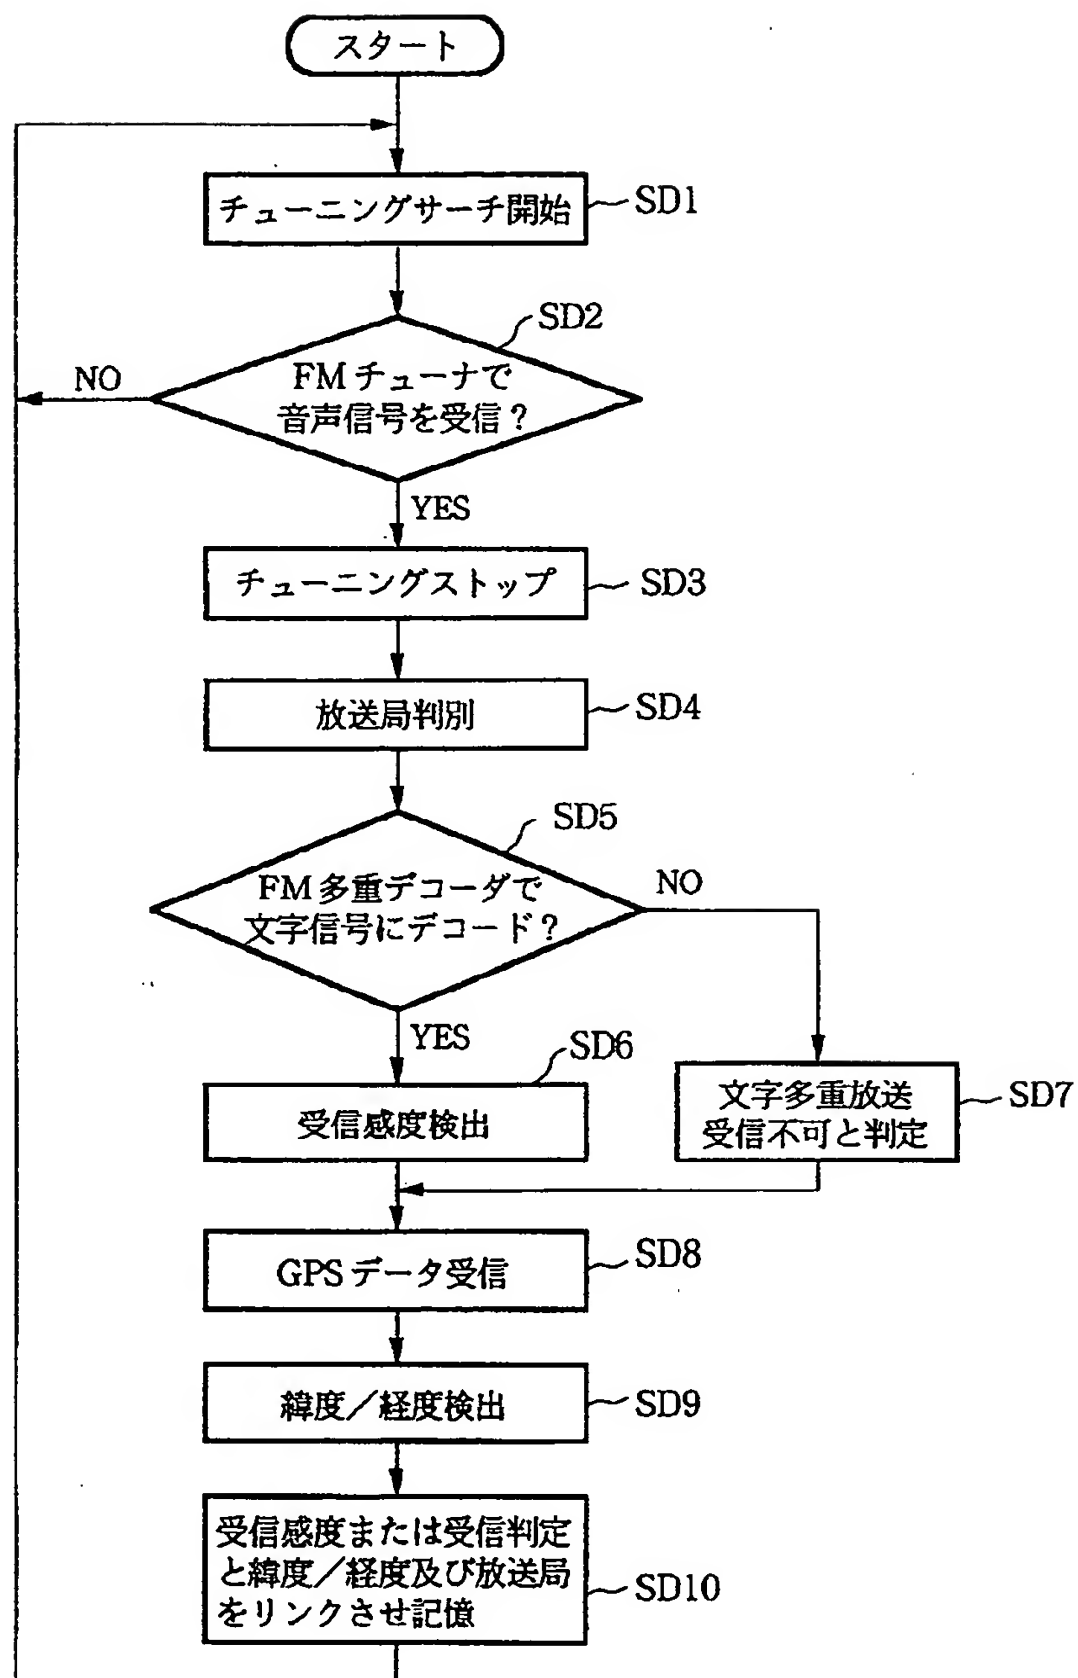 スタート
チューニングサーチ開始
SD1
SD2
FMチューナで
音声信号を受信?
NO
YES
チューニングストップ
SD3
放送局判別
SD4
SD5
FM多重デコーダで
文字信号にデコード?
NO
YES
SD6
受信感度検出
文字多重放送
受信不可と判定
SD7
GPSデータ受信
SD8
緯度/経度検出
SD9
受信感度または受信判定
と緯度/経度及び放送局
をリンクさせ記憶
SD10